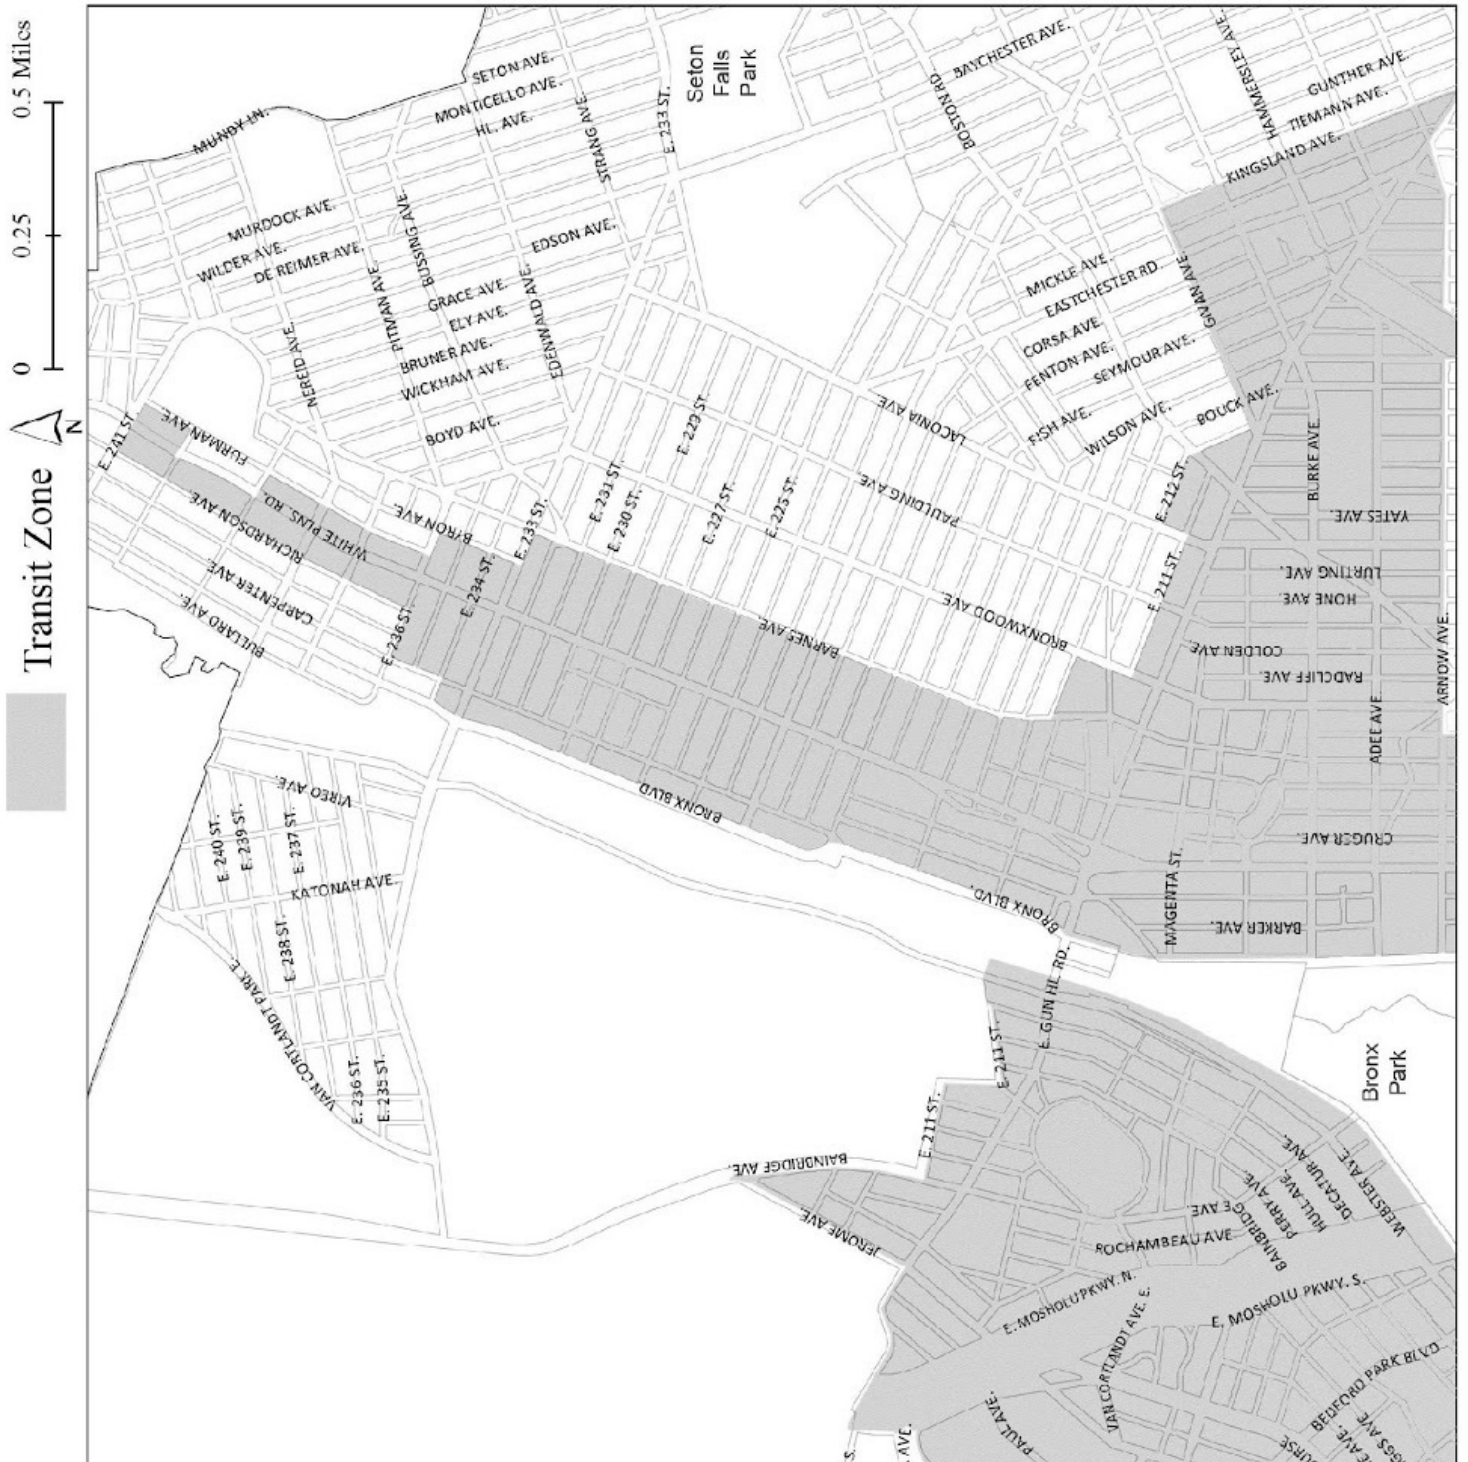 Transit Zone
N
0
0.25
0.5 Miles
MUNDY LN.
SETON AVE.
MONTICELLO AVE.
HL. AVE.
STRANG AVE.
E. 233 ST.
Seton
Falls
Park
BOSTON RD.
BAYCHESTER AVE.
HAMMERSLEY AVE.
GUNTHER AVE.
TIEMANN AVE.
KINGSLAND AVE.
MURDOCK AVE.
WILDER AVE.
DE REIMER AVE.
BUSSING AVE.
PITMAN AVE.
EDSON AVE.
GRACE AVE.
ELY AVE.
BRUNER AVE.
WICKHAM AVE.
EDENWALD AVE.
NEREID AVE.
BOYD AVE.
MICKLE AVE.
EASTCHESTER RD.
CORSA AVE.
FENTON AVE.
SEYMOUR AVE.
GIVAN AVE.
FISH AVE.
WILSON AVE.
BOUCK AVE.
LACONIA AVE.
E. 241 ST.
FURMAN AVE.
WHITE PLNS. RD.
RICHARDSON AVE.
CARPENTER AVE.
BULLARD AVE.
BYRON AVE.
E. 233 ST.
E. 234 ST.
E. 236 ST.
E. 231 ST.
E. 230 ST.
E. 229 ST.
E. 227 ST.
E. 225 ST.
PAULDING AVE.
BARNES AVE.
BRONXWOOD AVE.
E. 212 ST.
E. 211 ST.
BURKE AVE.
YATES AVE.
LURTING AVE.
HONE AVE.
COLDEN AVE.
RADCLIFF AVE.
ADEE AVE.
ARNOW AVE.
VIREO AVE.
E. 240 ST.
E. 239 ST.
E. 237 ST.
KATONAH AVE.
E. 238 ST.
VAN CORTLANDT PARK E.
E. 236 ST.
E. 235 ST.
BRONX BLVD.
BRONX BLVD.
CRUGER AVE.
MAGENTA ST.
BARKER AVE.
E. GUN HL. RD.
E. 211 ST.
E. 211 ST.
Bronx
Park
BAINBRIDGE AVE.
JEROME AVE.
BAINBRIDGE AVE.
ROCHAMBEAU AVE.
PERRY AVE.
HULL AVE.
DECATUR AVE.
WEBSTER AVE.
E. MOSHOLU PKWY. N.
E. MOSHOLU PKWY. S.
VAN CORTLANDT AVE. E.
PAUL AVE.
BEDFORD PARK BLVD
S.
AVE.